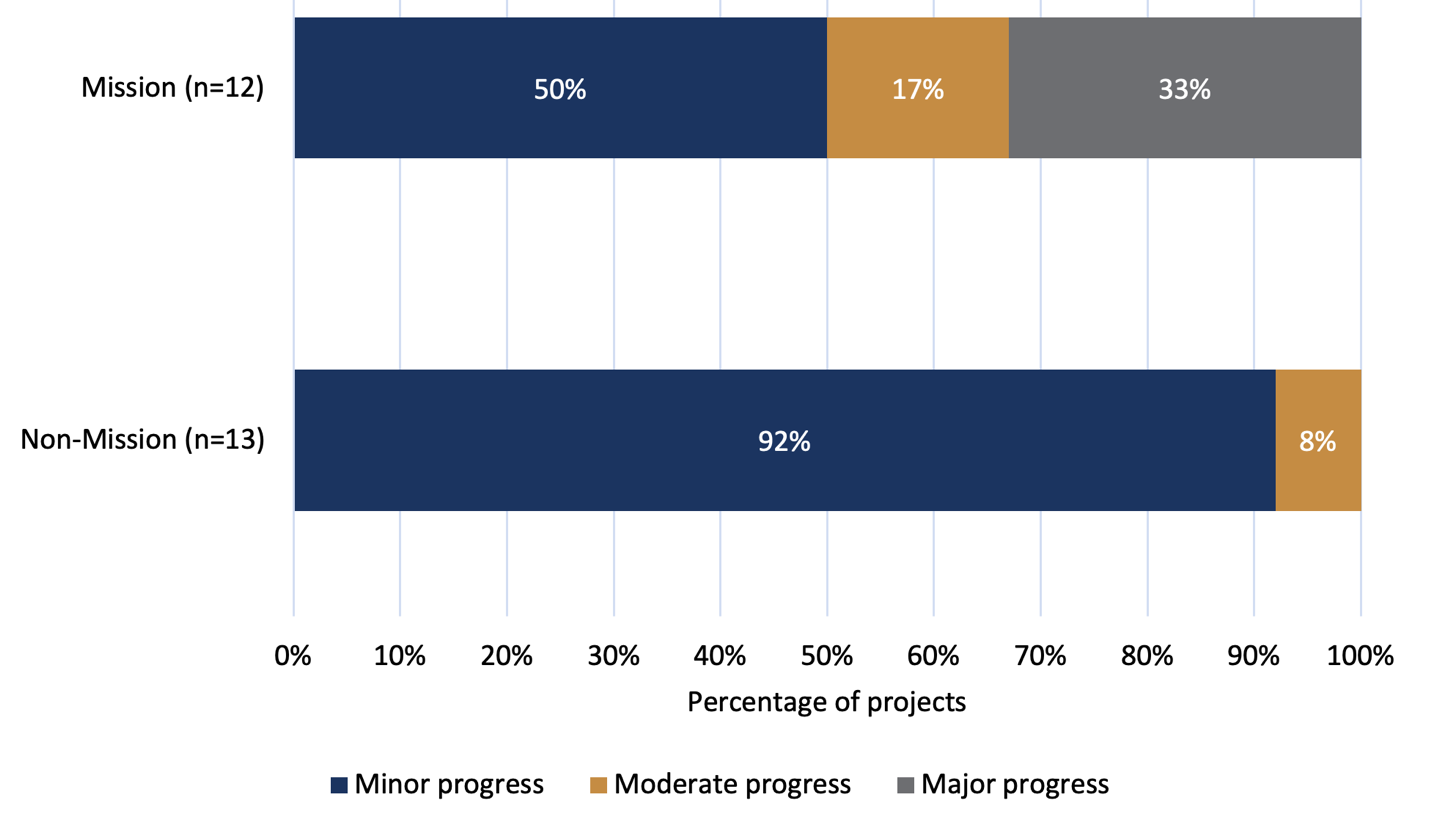 Mission (n=12)
50% 17% 33%
Non-Mission (n=13)
92% 8%
0% 10% 20% 30% 40% 50% 60% 70% 80% 90% 100%
Percentage of projects
Minor progress Moderate progress Major progress